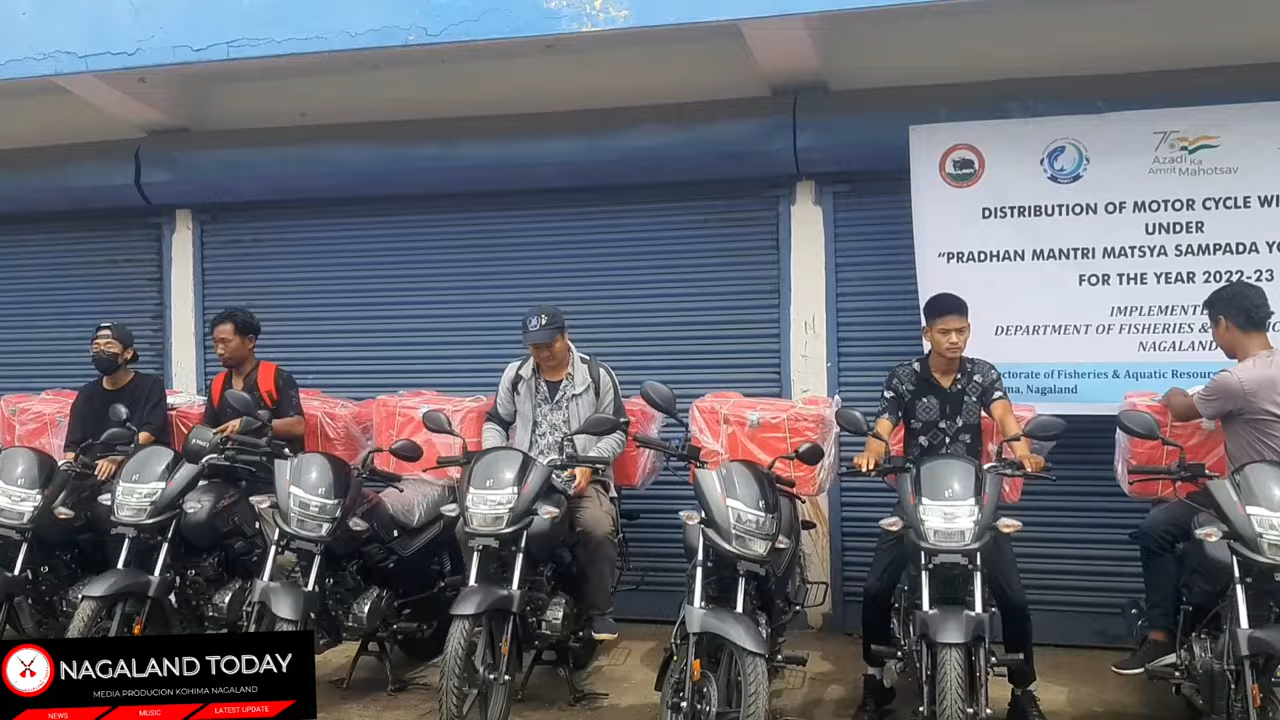 75
Azadi Ka
Amrit Mahotsav
DISTRIBUTION OF MOTOR CYCLE WI
UNDER
“PRADHAN MANTRI MATSYA SAMPADA YO
FOR THE YEAR 2022-23
IMPLEMENTE
DEPARTMENT OF FISHERIES &
NAGALAND
ectorate of Fisheries & Aquatic Resour
ma, Nagaland
NAGALAND TODAY
MEDIA PRODUCION KOHIMA NAGALAND
NEWS MUSIC LATEST UPDATE